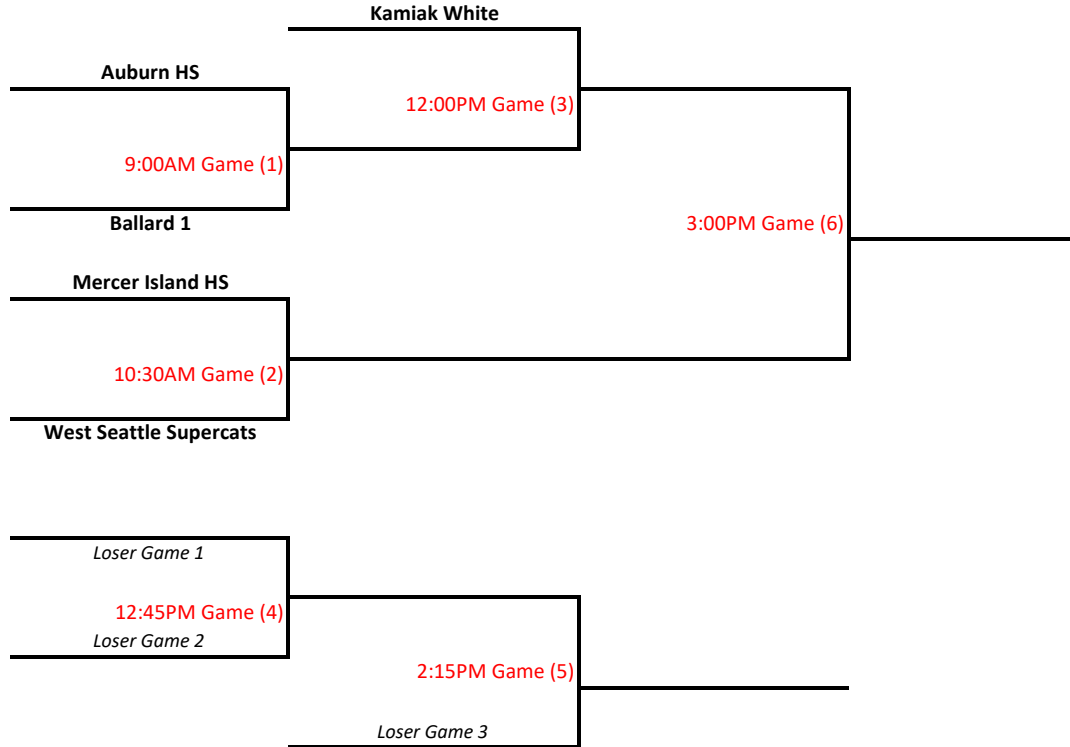 Kamiak White
Auburn HS
12:00PM Game (3)
9:00AM Game (1)
Ballard 1
3:00PM Game (6)
Mercer Island HS
10:30AM Game (2)
West Seattle Supercats
Loser Game 1
12:45PM Game (4)
Loser Game 2
2:15PM Game (5)
Loser Game 3